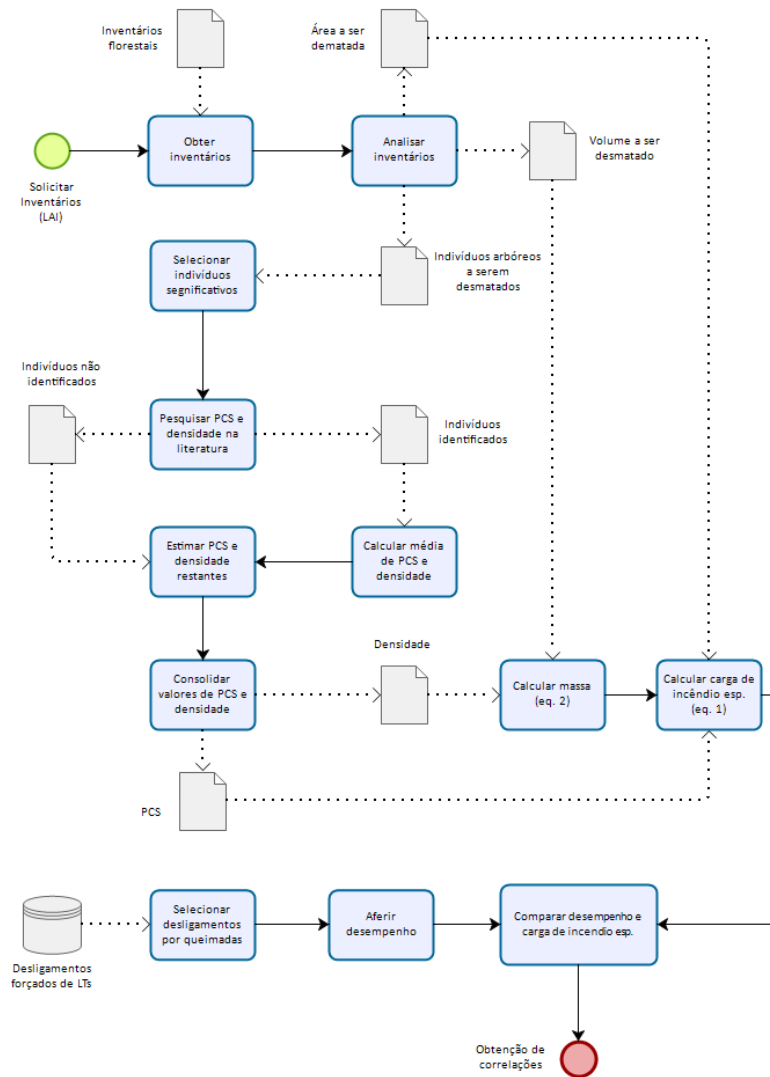 Inventários
florestais
Área a ser
dematada
Obter
inventários
Analisar
inventários
Volume a ser
desmatado
Solicitar
Inventários
(LAI)
Selecionar
indivíduos
segnificativos
Indivíduos arbóreos
a serem
desmatados
Indivíduos não
identificados
Pesquisar PCS e
densidade na
literatura
Indivíduos
identificados
Estimar PCS e
densidade
restantes
Calcular média
de PCS e
densidade
Densidade
Consolidar
valores de PCS e
densidade
Calcular massa
(eq. 2)
Calcular carga de
incêndio esp.
(eq. 1)
PCS
Selecionar
desligamentos
por queimadas
Aferir
desempenho
Comparar desempenho e
carga de incendio esp.
Desligamentos
forçados de LTs
Obtenção de
correlações